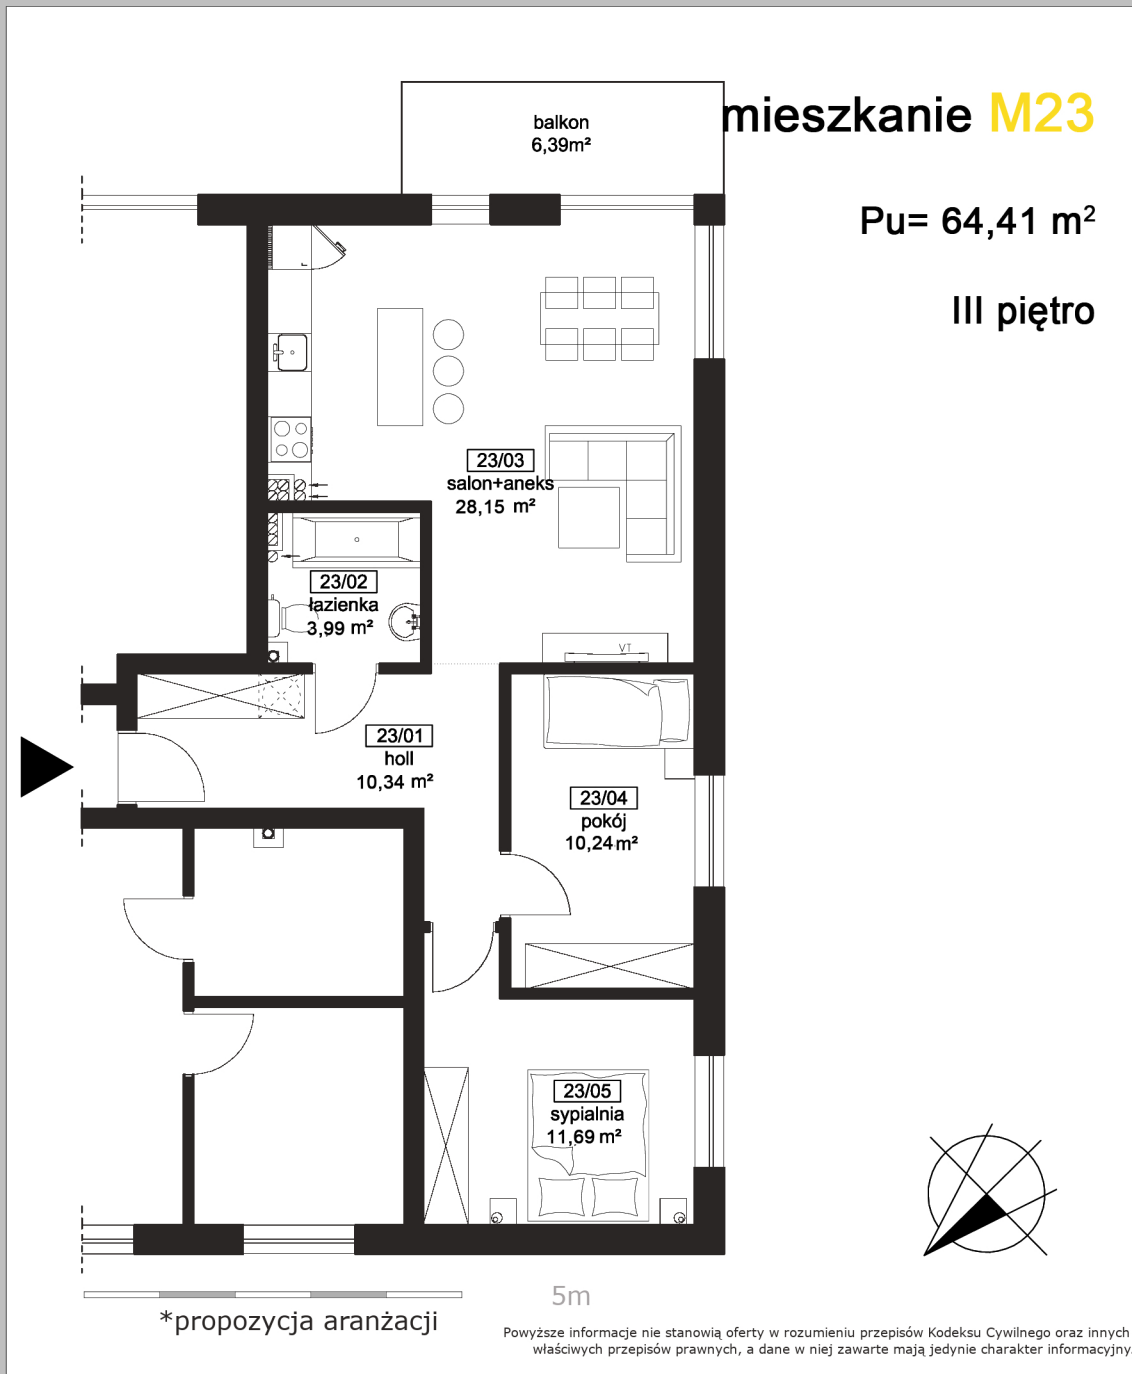 balkon
6,39m²
mieszkanie M23
Pu= 64,41 m²
III piętro
23/03
salon+aneks
28,15 m²
23/02
łazienka
3,99 m²
VT
23/01
holl
10,34 m²
23/04
pokój
10,24m²
23/05
sypialnia
11,69 m²
5m
*propozycja aranżacji
Powyższe informacje nie stanowią oferty w rozumieniu przepisów Kodeksu Cywilnego oraz innych
właściwych przepisów prawnych, a dane w niej zawarte mają jedynie charakter informacyjny.